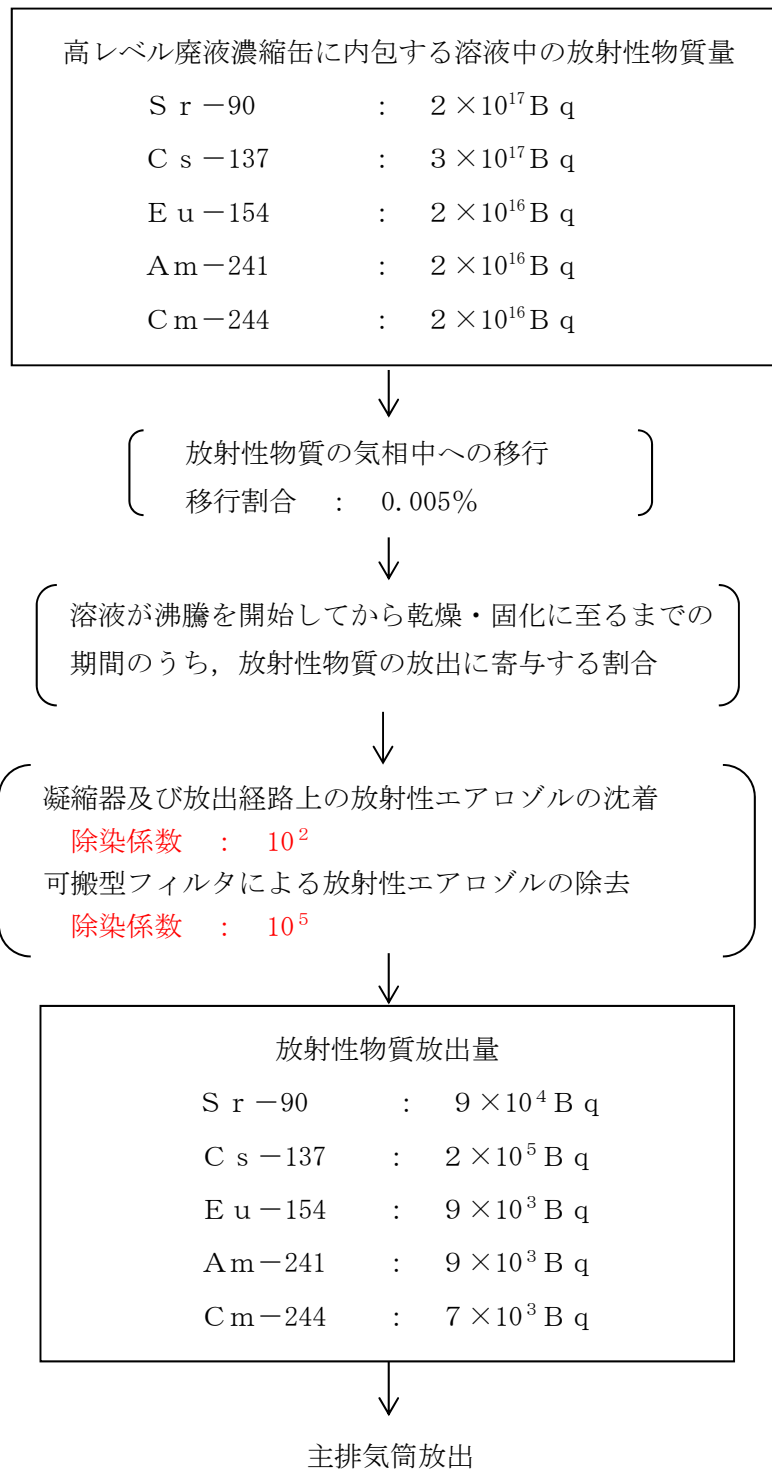 高レベル廃液濃縮缶に内包する溶液中の放射性物質量
Sr－90 : 2×10¹⁷Bq
Cs－137 : 3×10¹⁷Bq
Eu－154 : 2×10¹⁶Bq
Am－241 : 2×10¹⁶Bq
Cm－244 : 2×10¹⁶Bq
放射性物質の気相中への移行
移行割合 : 0.005％
溶液が沸騰を開始してから乾燥・固化に至るまでの
期間のうち，放射性物質の放出に寄与する割合
凝縮器及び放出経路上の放射性エアロゾルの沈着
除染係数 : 10²
可搬型フィルタによる放射性エアロゾルの除去
除染係数 : 10⁵
放射性物質放出量
Sr－90 : 9×10⁴Bq
Cs－137 : 2×10⁵Bq
Eu－154 : 9×10³Bq
Am－241 : 9×10³Bq
Cm－244 : 7×10³Bq
主排気筒放出